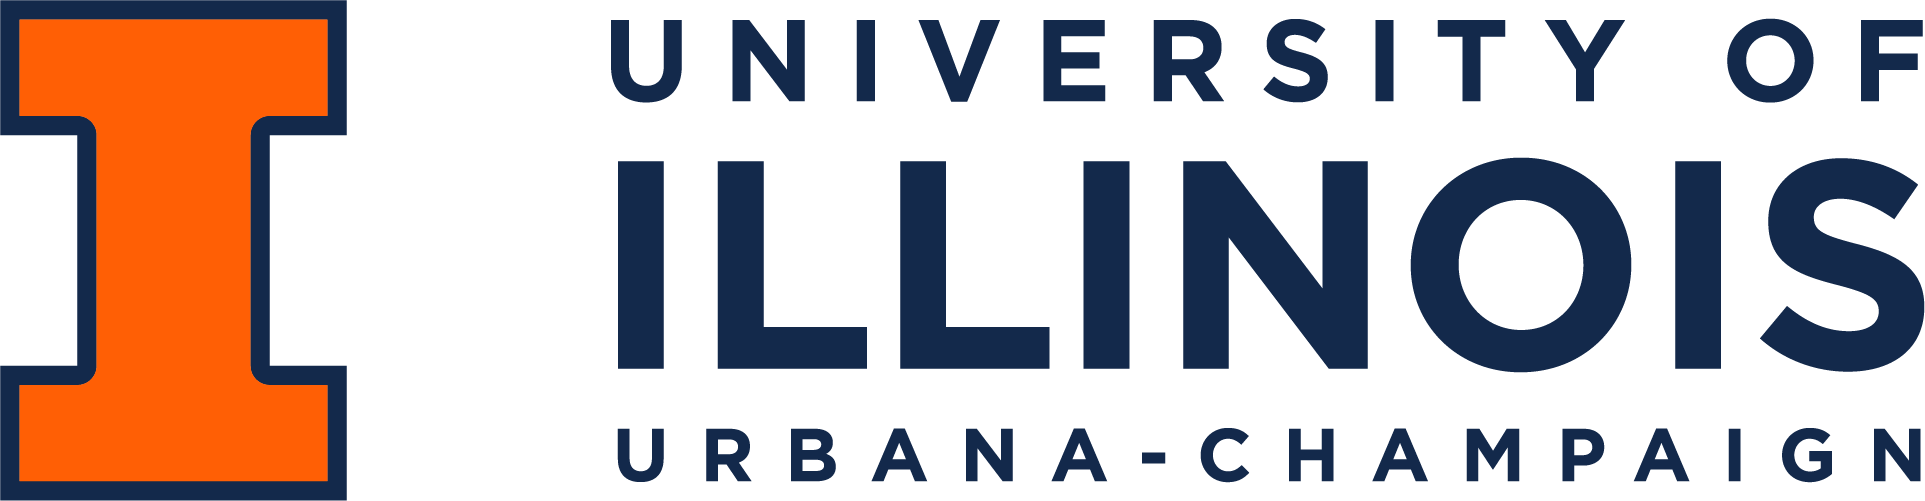 I
UNIVERSITY OF
ILLINOIS
URBANA-CHAMPAIGN